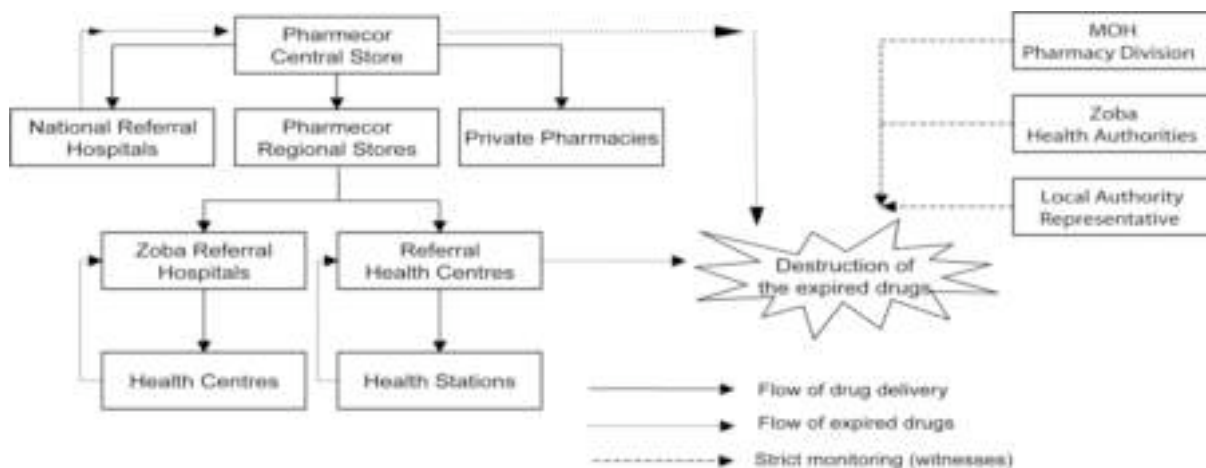 Pharmecor
Central Store
MOH
Pharmacy Division
National Referral
Hospitals
Pharmecor
Regional Stores
Private Pharmacies
Zoba
Health Authorities
Local Authority
Representative
Zoba Referral
Hospitals
Referral
Health Centres
Destruction of
the expired drugs
Health Centres
Health Stations
Flow of drug delivery
Flow of expired drugs
Strict monitoring (witnesses)